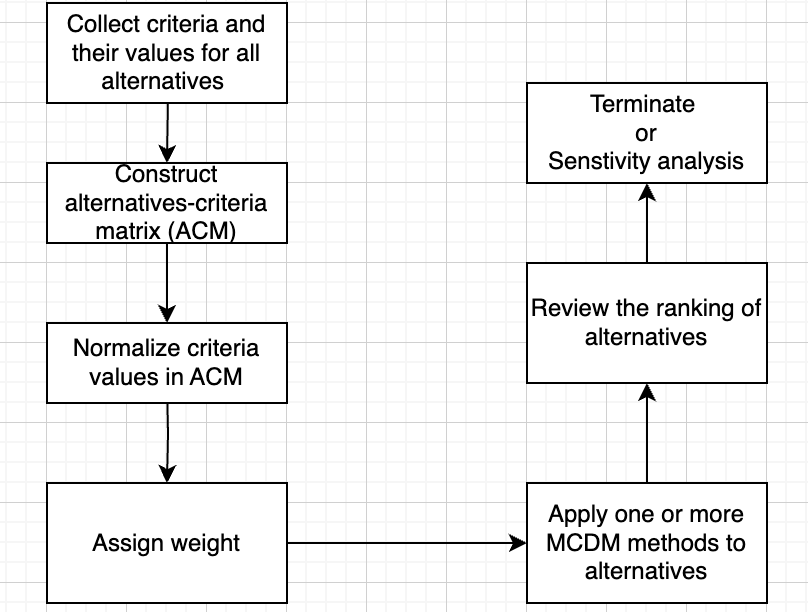 Collect criteria and
their values for all
alternatives
Construct
alternatives-criteria
matrix (ACM)
Normalize criteria
values in ACM
Assign weight
Apply one or more
MCDM methods to
alternatives
Review the ranking of
alternatives
Terminate
or
Senstivity analysis